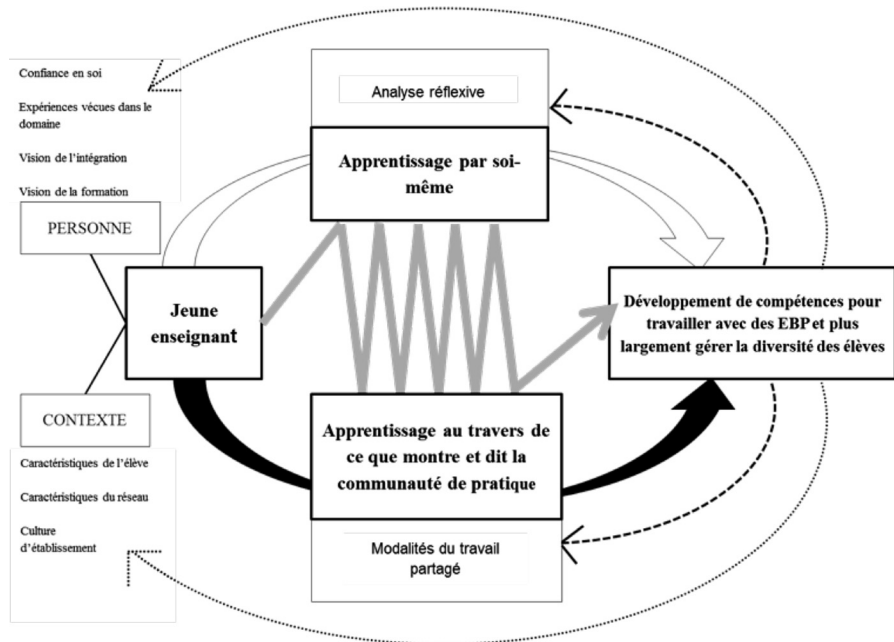 Confiance en soi
Expériences vécues dans le
domaine
Vision de l'intégration
Vision de la formation
PERSONNE
Analyse réflexive
Apprentissage par soi-
même
Jeune
enseignant
Développement de compétences pour
travailler avec des EBP et plus
largement gérer la diversité des élèves
CONTEXTE
Caractéristiques de l'élève
Caractéristiques du réseau
Culture
d'établissement
Apprentissage au travers de
ce que montre et dit la
communauté de pratique
Modalités du travail
partagé